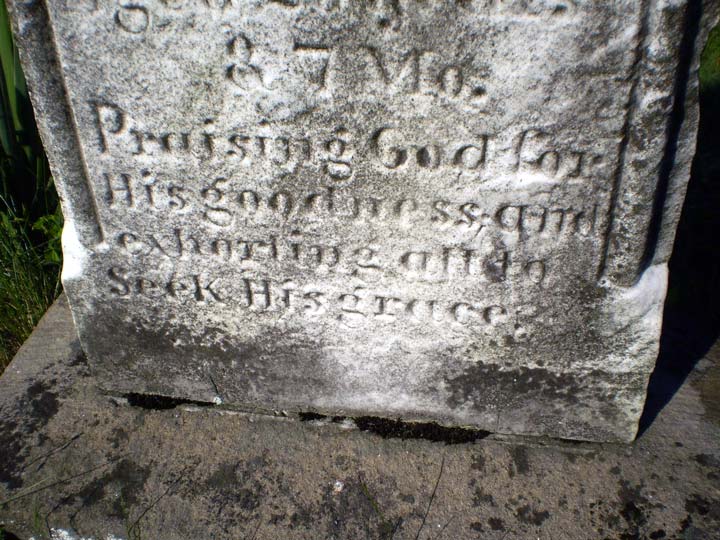 & 7 Mo.
Praising God for
His goodness, and
exhorting all to
Seek His grace.